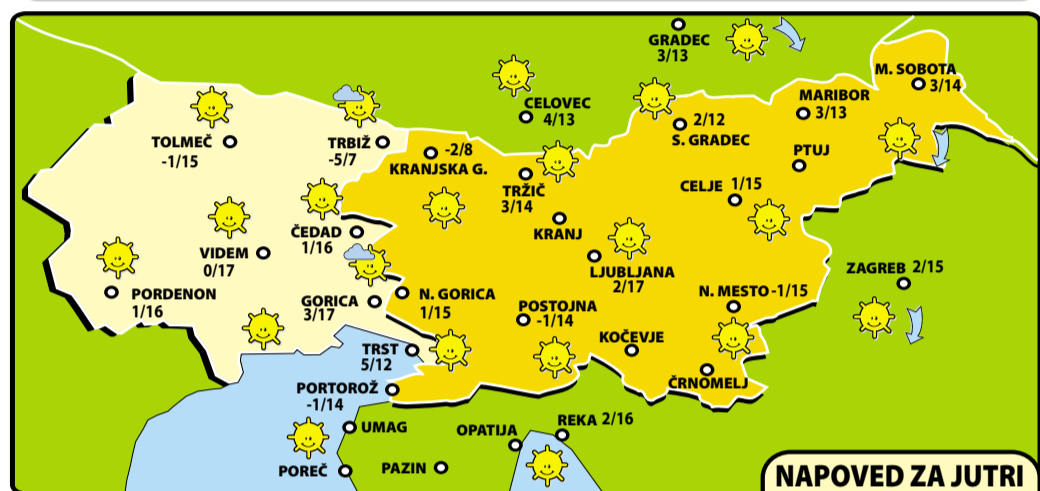 GRADEC
3/13
M. SOBOTA
3/14
CELOVEC
4/13
MARIBOR
3/13
2/12
S. GRADEC
TOLMEČ
-1/15
TRBIŽ
-5/7
-2/8
KRANJSKA G.
PTUJ
TRŽIČ
3/14
CELJE 1/15
KRANJ
ČEDAD
1/16
VIDEM
0/17
LJUBLJANA
2/17
ZAGREB 2/15
PORDENON
1/16
GORICA
3/17
N. GORICA
1/15
POSTOJNA
-1/14
N. MESTO -1/15
KOČEVJE
TRST
5/12
ČRNOMELJ
PORTOROŽ
-1/14
UMAG
OPATIJA
REKA 2/16
POREČ
PAZIN
NAPOVED ZA JUTRI